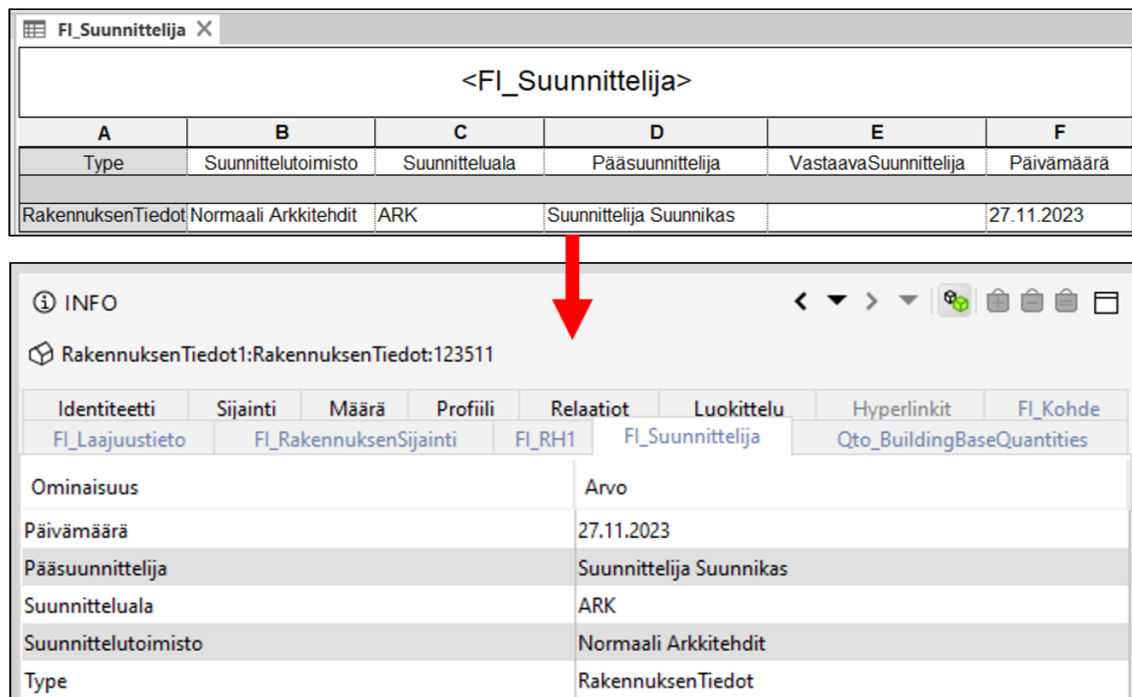 FI_Suunnittelija
<FI_Suunnittelija>
A B C D E F
Type Suunnittelutoimisto Suunnitteluala Pääsuunnittelija VastaavaSuunnittelija Päivämäärä
RakennuksenTiedot Normaali Arkkitehdit ARK Suunnittelija Suunnikas 27.11.2023
INFO
RakennuksenTiedot1:RakennuksenTiedot:123511
Identiteetti Sijainti Määrä Profiili Relaatiot Luokittelu Hyperlinkit FI_Kohde
FI_Laajuustieto FI_RakennuksenSijainti FI_RH1 FI_Suunnittelija Qto_BuildingBaseQuantities
Ominaisuus Arvo
Päivämäärä 27.11.2023
Pääsuunnittelija Suunnittelija Suunnikas
Suunnitteluala ARK
Suunnittelutoimisto Normaali Arkkitehdit
Type RakennuksenTiedot